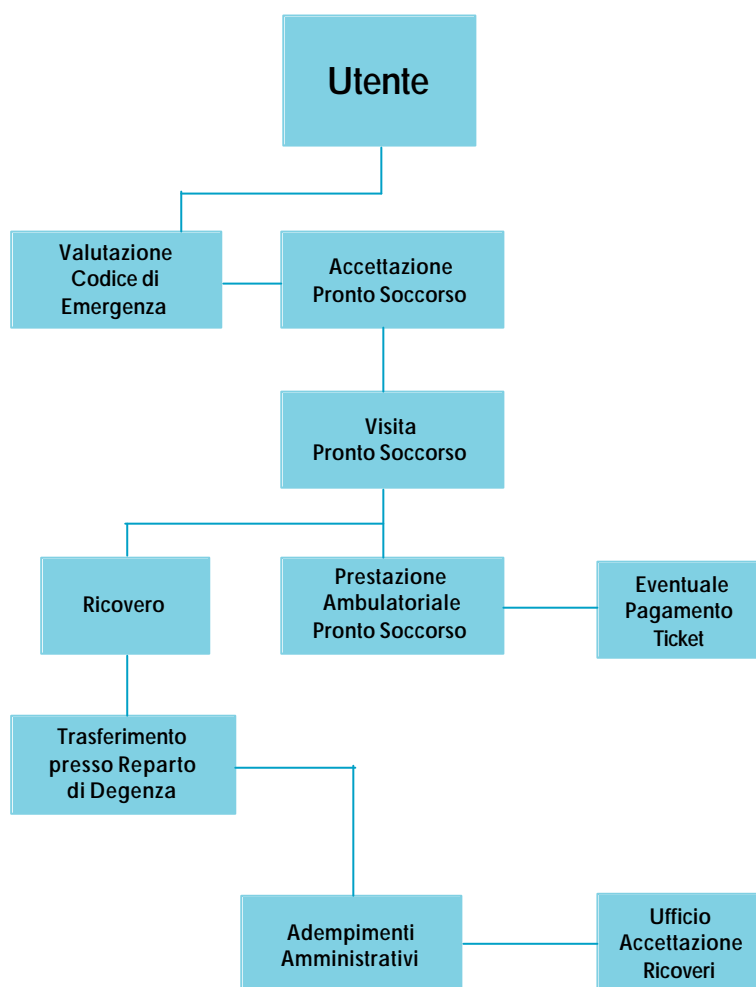 Utente
Valutazione
Codice di
Emergenza
Accettazione
Pronto Soccorso
Visita
Pronto Soccorso
Ricovero
Prestazione
Ambulatoriale
Pronto Soccorso
Eventuale
Pagamento
Ticket
Trasferimento
presso Reparto
di Degenza
Adempimenti
Amministrativi
Ufficio
Accettazione
Ricoveri